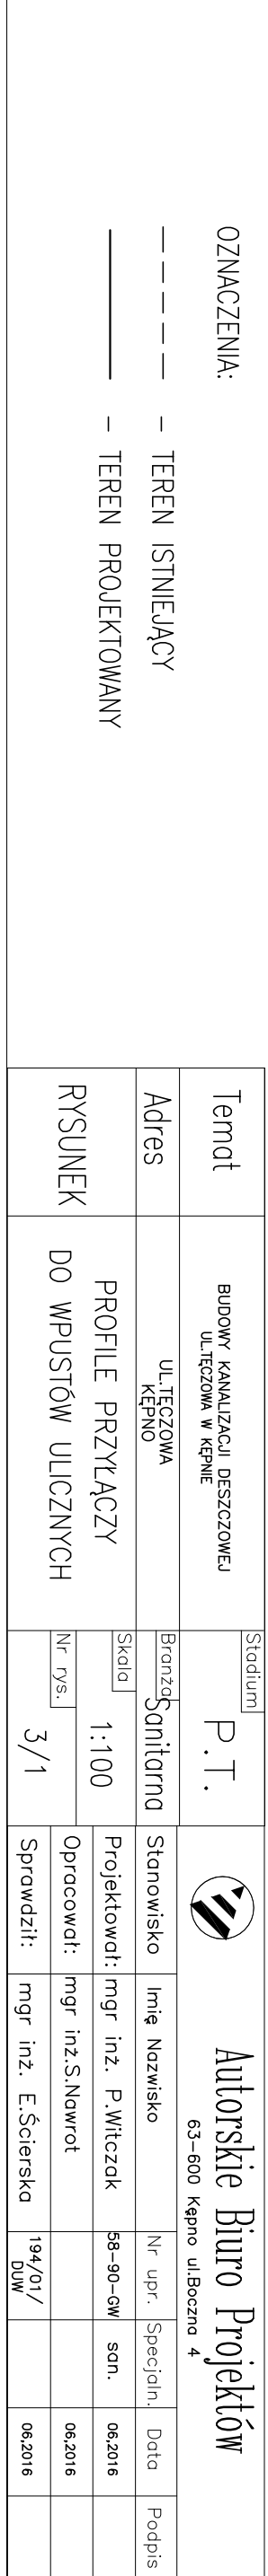 OZNACZENIA:
– TEREN ISTNIEJĄCY
– TEREN PROJEKTOWANY
Temat
BUDOWY KANALIZACJI DESZCZOWEJ
UL.TĘCZOWA W KĘPNIE
Stadium
P.T.
Adres
UL.TĘCZOWA
KĘPNO
Branża
Sanitarna
RYSUNEK
PROFILE PRZYŁĄCZY
DO WPUSTÓW ULICZNYCH
Skala
1:100
Nr rys.
3/1
Autorskie Biuro Projektów
63-600 Kępno ul.Boczna 4
Stanowisko Imię Nazwisko Nr upr. Specjaln. Data Podpis
Projektował: mgr inż. P.Witczak 58-90-GW san. 06,2016
Opracował: mgr inż.S.Nawrot 06,2016
Sprawdził: mgr inż. E.Ścierska 194/01/ DUW 06,2016